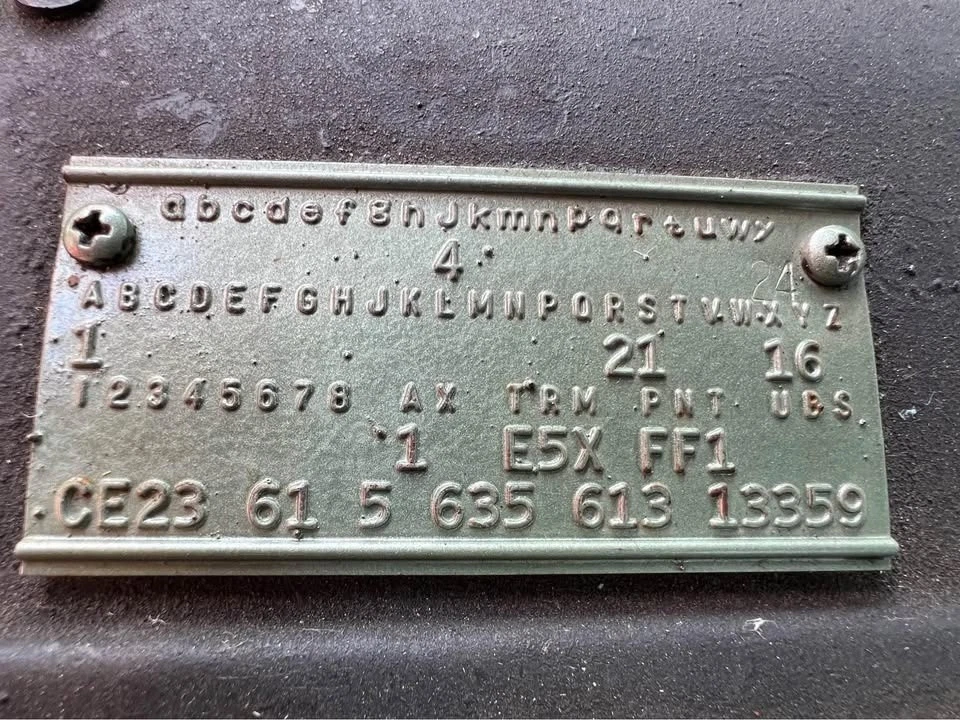 abcdefghjkmnpqrtuwy
4
24
ABCDEFGHJKLMNPQRSTVWXYZ
1 21 16
12345678 AX TRM PNT UBS
1 E5X FF1
CE23 61 5 635 613 13359